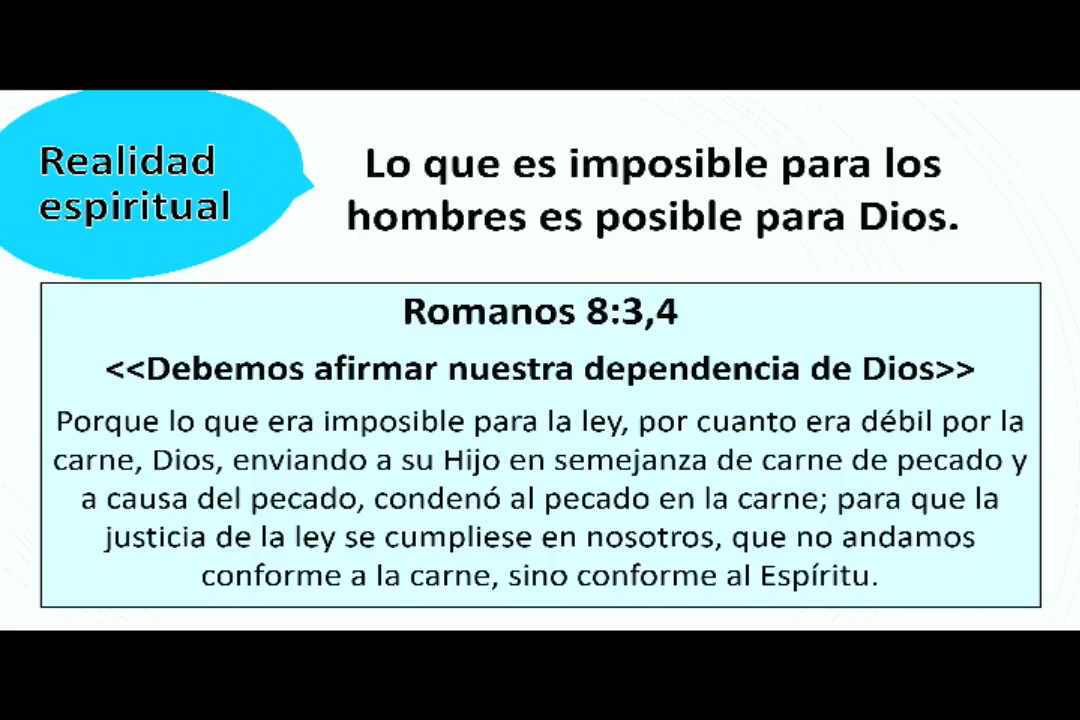 Realidad
espiritual
Lo que es imposible para los
hombres es posible para Dios.
Romanos 8:3,4
<<Debemos afirmar nuestra dependencia de Dios>>
Porque lo que era imposible para la ley, por cuanto era débil por la
carne, Dios, enviando a su Hijo en semejanza de carne de pecado y
a causa del pecado, condenó al pecado en la carne; para que la
justicia de la ley se cumpliese en nosotros, que no andamos
conforme a la carne, sino conforme al Espíritu.